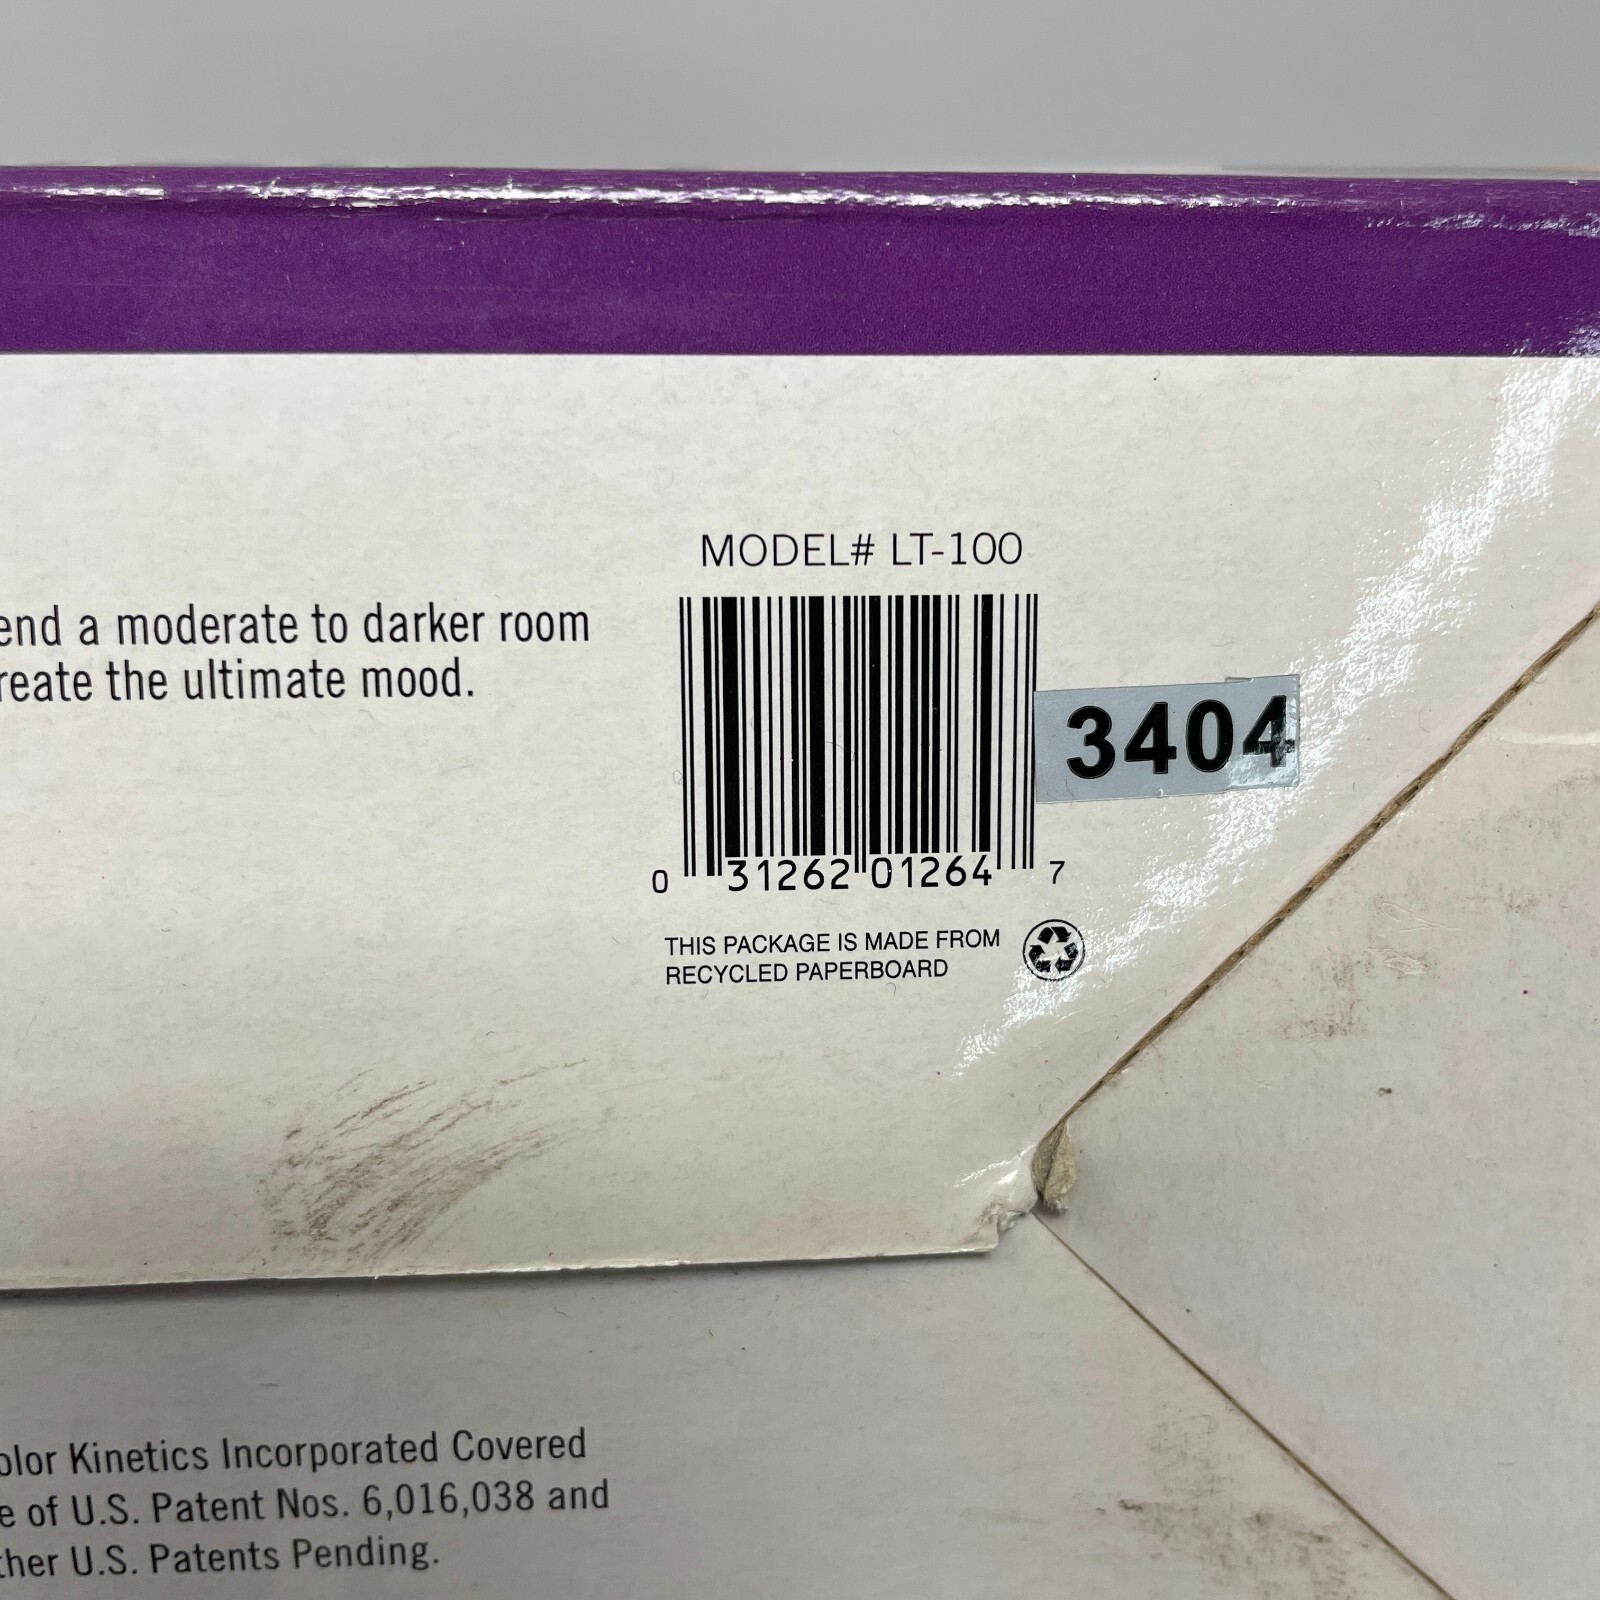 MODEL# LT-100
end a moderate to darker room
reate the ultimate mood.
3404
0 31262 01264 7
THIS PACKAGE IS MADE FROM
RECYCLED PAPERBOARD
olor Kinetics Incorporated Covered
e of U.S. Patent Nos. 6,016,038 and
ther U.S. Patents Pending.